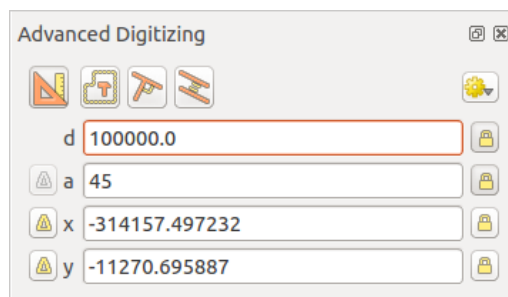 Advanced Digitizing
d 100000.0
a 45
x -314157.497232
y -11270.695887